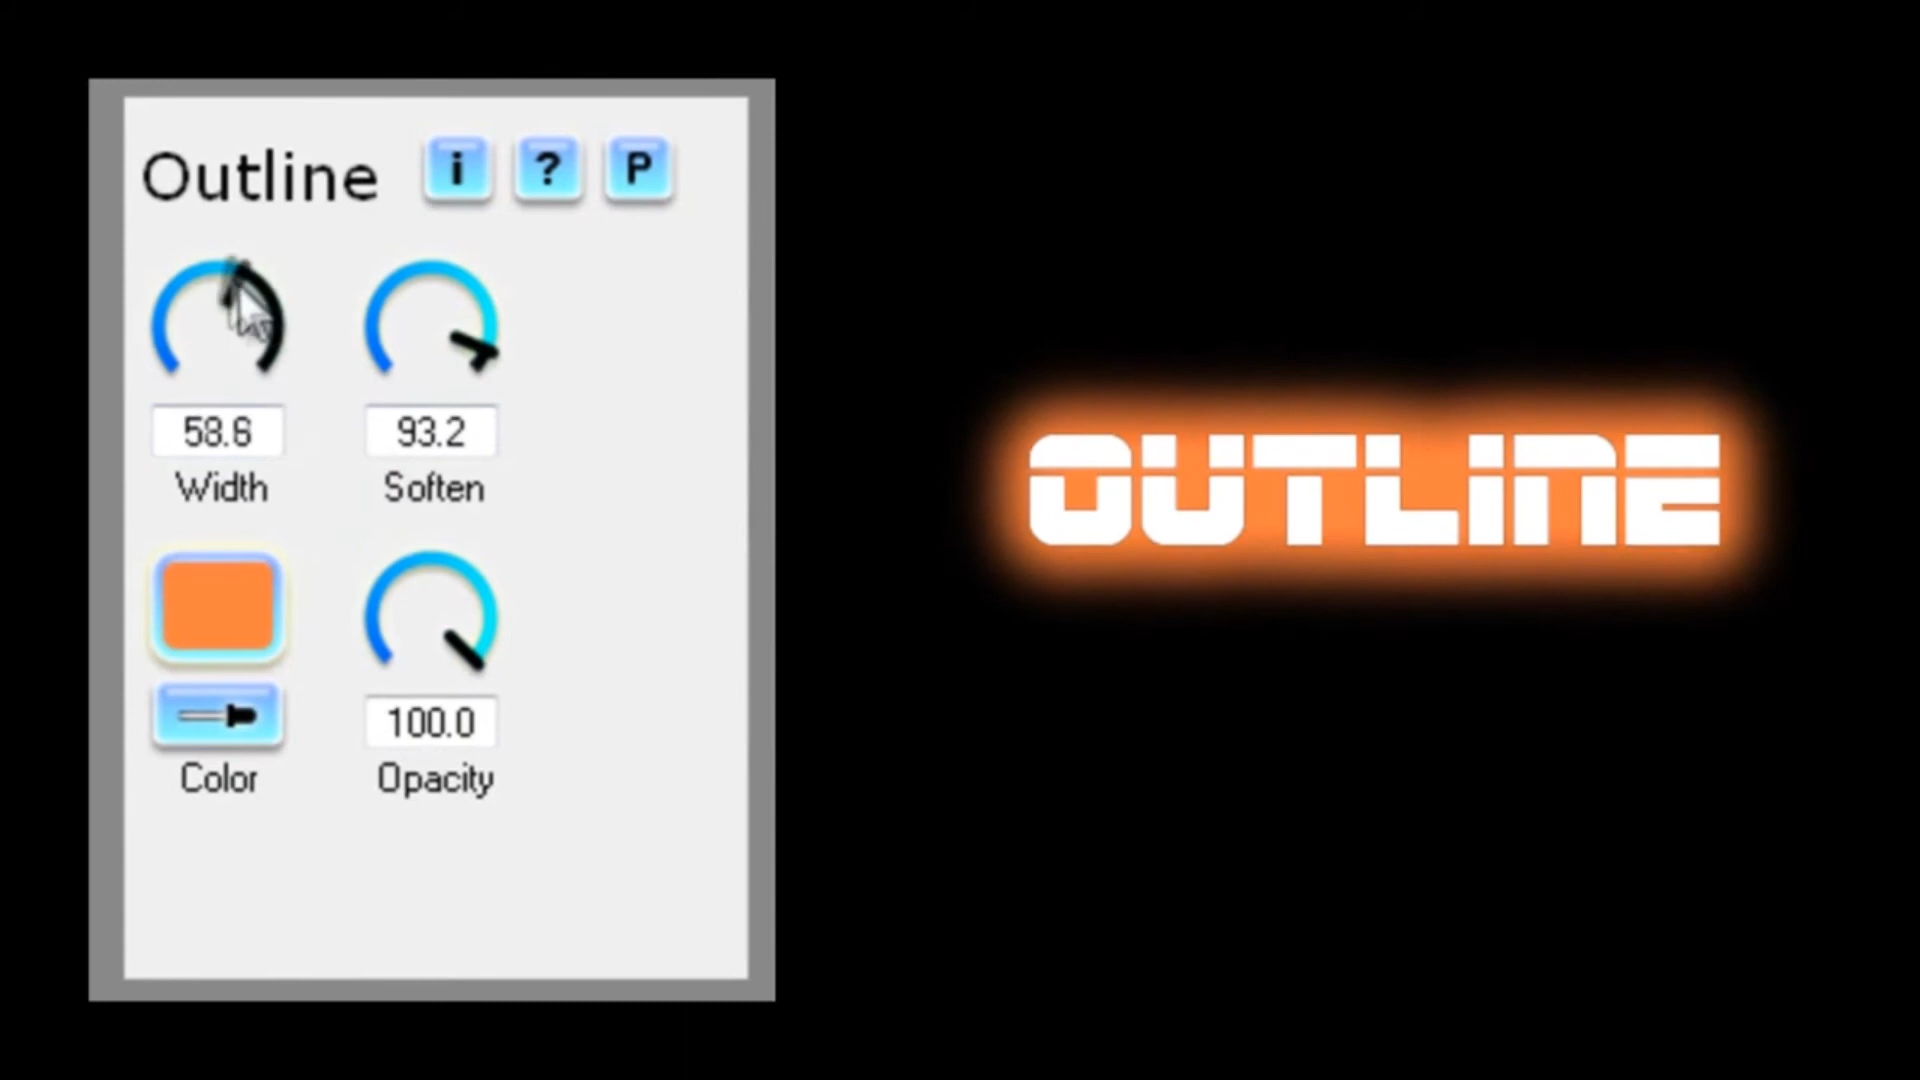 Outline i ? P
58.6 93.2
Width Soften
100.0
Color Opacity
OUTLINE